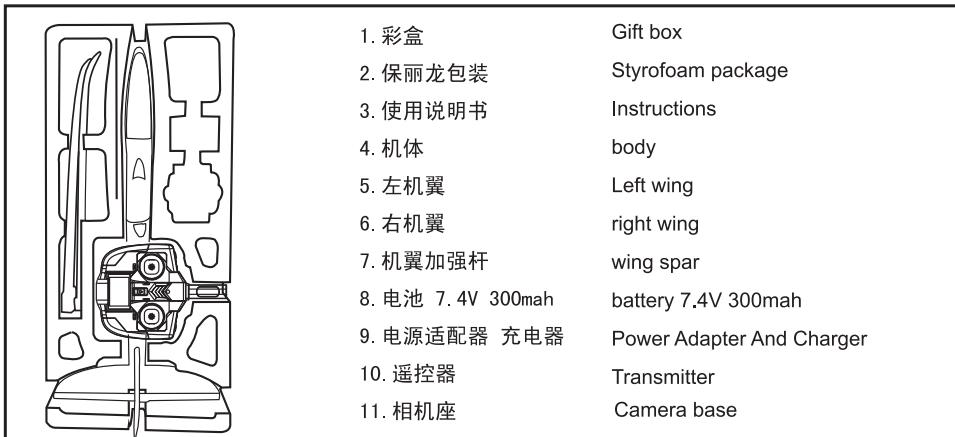 1. 彩盒 Gift box
2. 保丽龙包装 Styrofoam package
3. 使用说明书 Instructions
4. 机体 body
5. 左机翼 Left wing
6. 右机翼 right wing
7. 机翼加强杆 wing spar
8. 电池 7.4V 300mah battery 7.4V 300mah
9. 电源适配器 充电器 Power Adapter And Charger
10. 遥控器 Transmitter
11. 相机座 Camera base